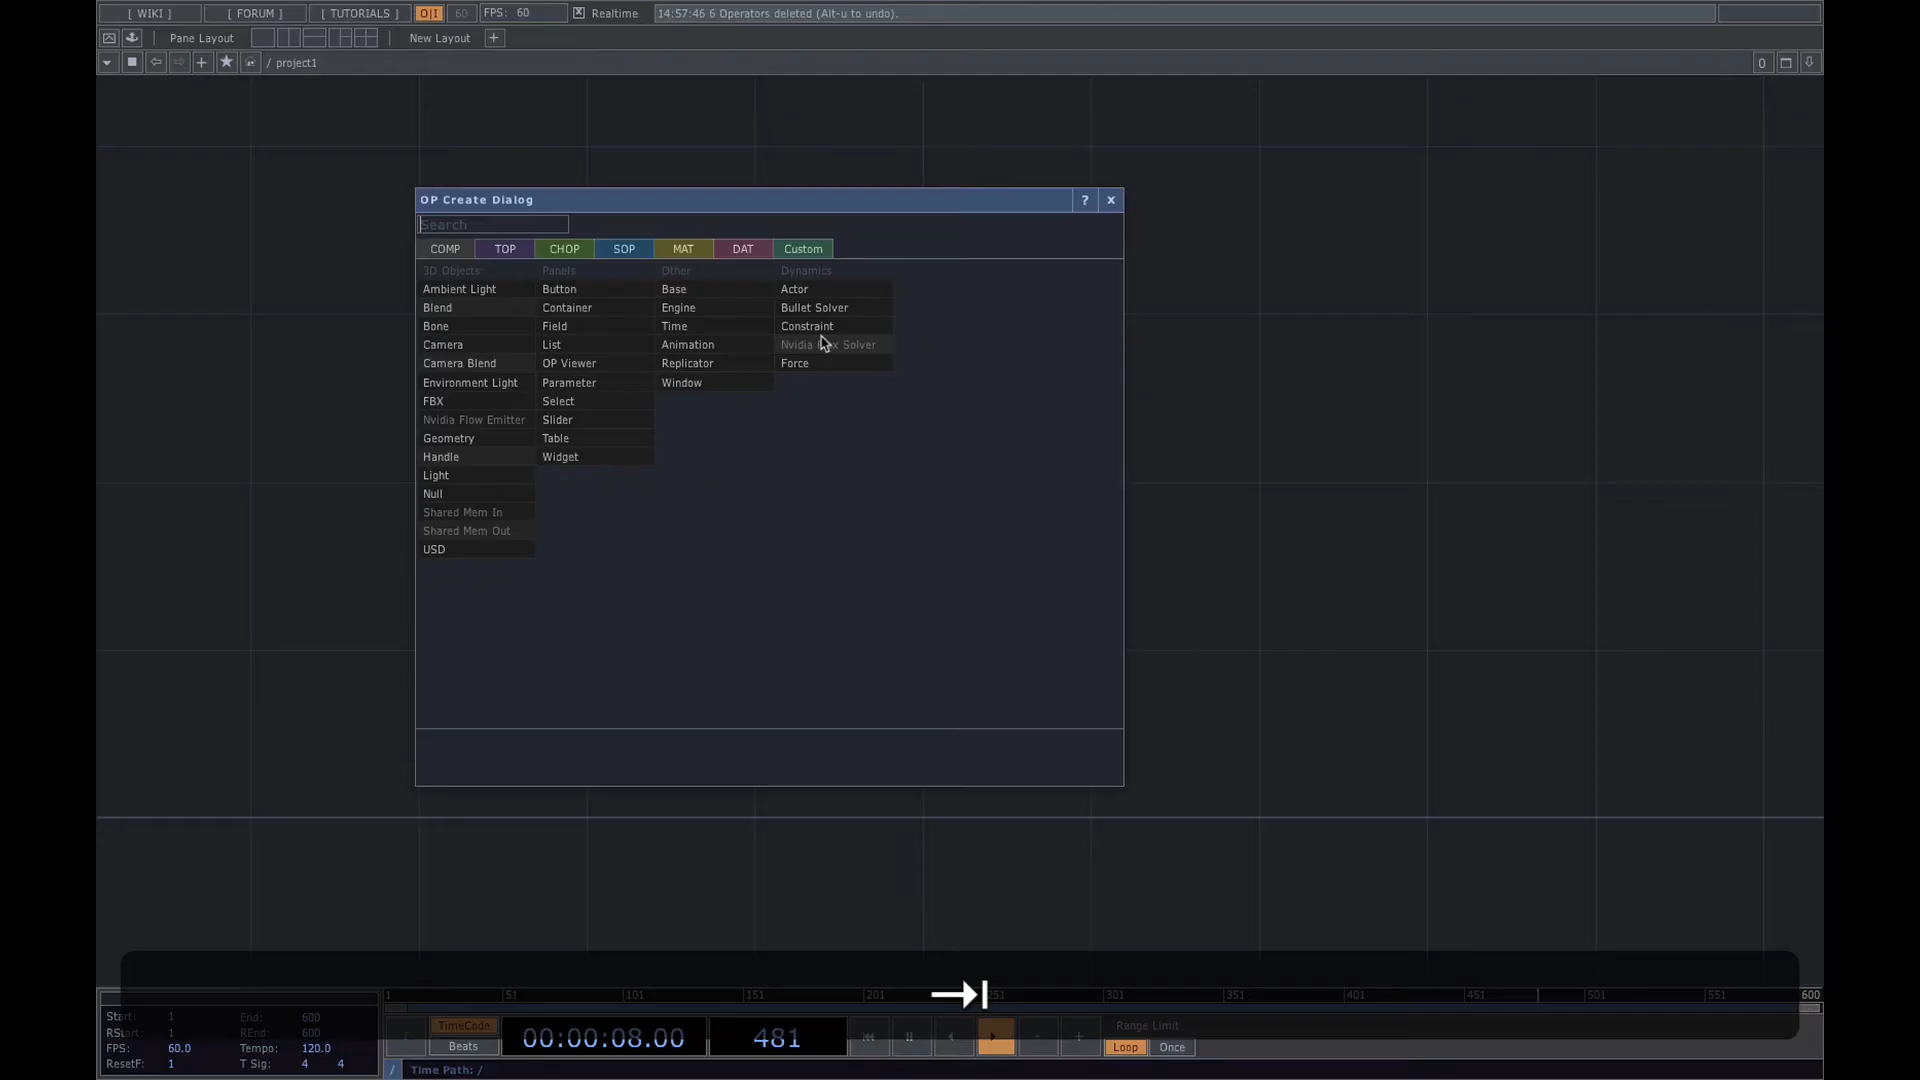 [ WIKI ] [ FORUM ] [ TUTORIALS ] O|I 60 FPS: 60 Realtime 14:57:46 6 Operators deleted (Alt-u to undo).
Pane Layout New Layout +
/ project1 0
OP Create Dialog ? x
Search
COMP TOP CHOP SOP MAT DAT Custom
3D Objects Panels Other Dynamics
Ambient Light Button Base Actor
Blend Container Engine Bullet Solver
Bone Field Time Constraint
Camera List Animation Nvidia Solver
Camera Blend OP Viewer Replicator Force
Environment Light Parameter Window
FBX Select
Nvidia Flow Emitter Slider
Geometry Table
Handle Widget
Light
Null
Shared Mem In
Shared Mem Out
USD
1 51 101 151 201 251 301 351 401 451 501 551 600
Start: 1 End: 600
RStart: 1 REnd: 600
FPS: 60.0 Tempo: 120.0
ResetF: 1 T Sig: 4 4
TimeCode
Beats
00:00:08.00 481
Range Limit
Loop Once
/ Time Path: /